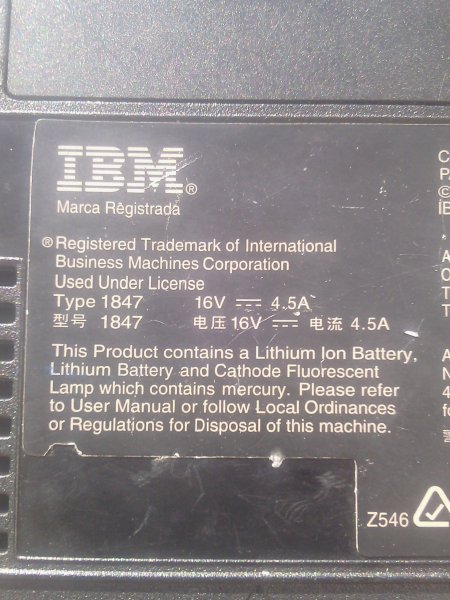 IBM®
Marca Registrada
® Registered Trademark of International
Business Machines Corporation
Used Under License
Type 1847 16V ⎓ 4.5A
型号 1847 电压 16V ⎓ 电流 4.5A
This Product contains a Lithium Ion Battery,
Lithium Battery and Cathode Fluorescent
Lamp which contains mercury. Please refer
to User Manual or follow Local Ordinances
or Regulations for Disposal of this machine.
Z546